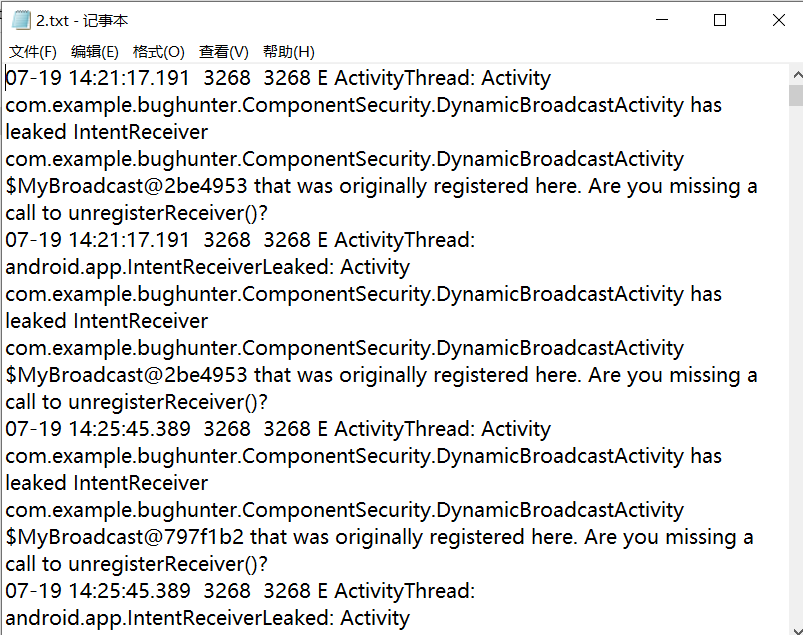 2.txt - 记事本
文件(F) 编辑(E) 格式(O) 查看(V) 帮助(H)
07-19 14:21:17.191  3268  3268 E ActivityThread: Activity
com.example.bughunter.ComponentSecurity.DynamicBroadcastActivity has
leaked IntentReceiver
com.example.bughunter.ComponentSecurity.DynamicBroadcastActivity
$MyBroadcast@2be4953 that was originally registered here. Are you missing a
call to unregisterReceiver()?
07-19 14:21:17.191  3268  3268 E ActivityThread:
android.app.IntentReceiverLeaked: Activity
com.example.bughunter.ComponentSecurity.DynamicBroadcastActivity has
leaked IntentReceiver
com.example.bughunter.ComponentSecurity.DynamicBroadcastActivity
$MyBroadcast@2be4953 that was originally registered here. Are you missing a
call to unregisterReceiver()?
07-19 14:25:45.389  3268  3268 E ActivityThread: Activity
com.example.bughunter.ComponentSecurity.DynamicBroadcastActivity has
leaked IntentReceiver
com.example.bughunter.ComponentSecurity.DynamicBroadcastActivity
$MyBroadcast@797f1b2 that was originally registered here. Are you missing a
call to unregisterReceiver()?
07-19 14:25:45.389  3268  3268 E ActivityThread:
android.app.IntentReceiverLeaked: Activity